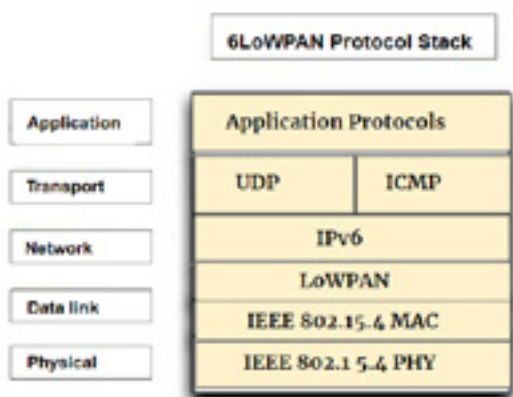 6LoWPAN Protocol Stack
Application
Application Protocols
Transport
UDP
ICMP
Network
IPv6
LoWPAN
Data link
IEEE 802.15.4 MAC
Physical
IEEE 802.1 5.4 PHY